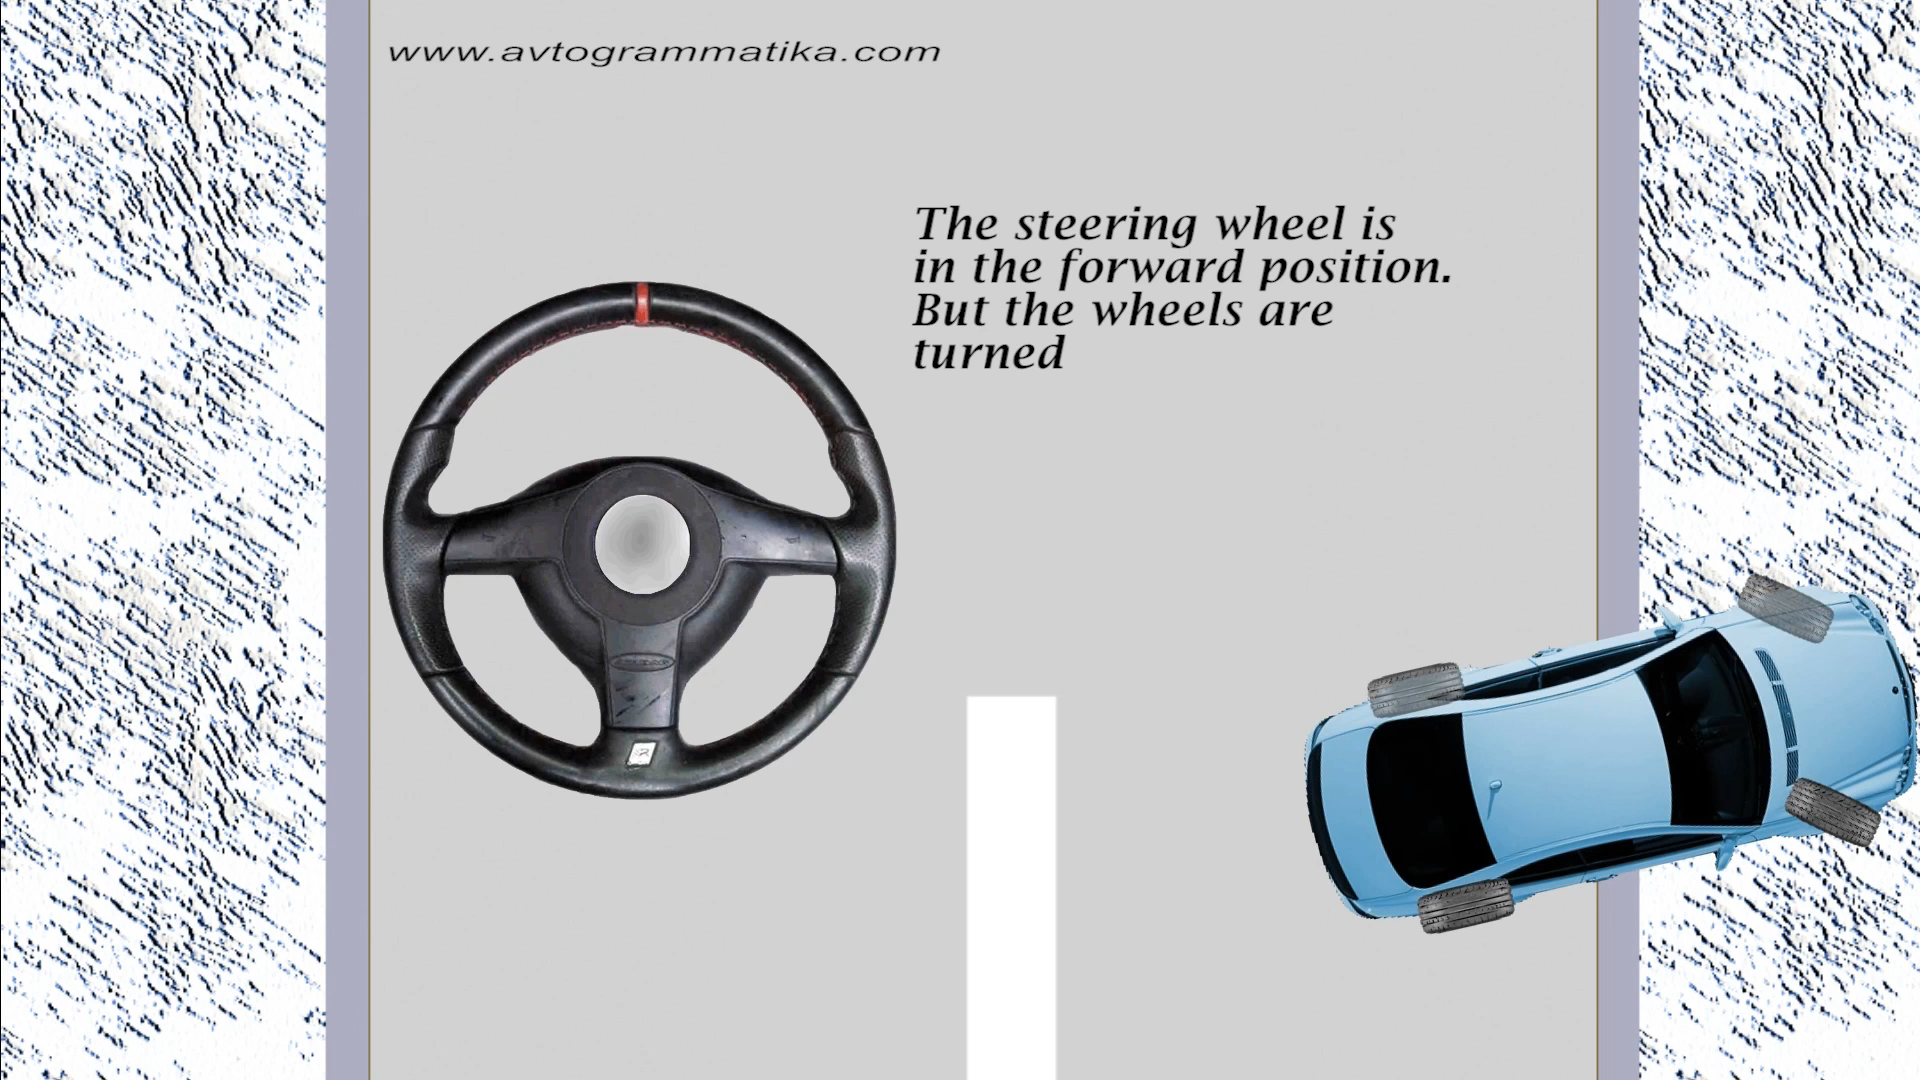 www.avtogrammatika.com
The steering wheel is
in the forward position.
But the wheels are
turned